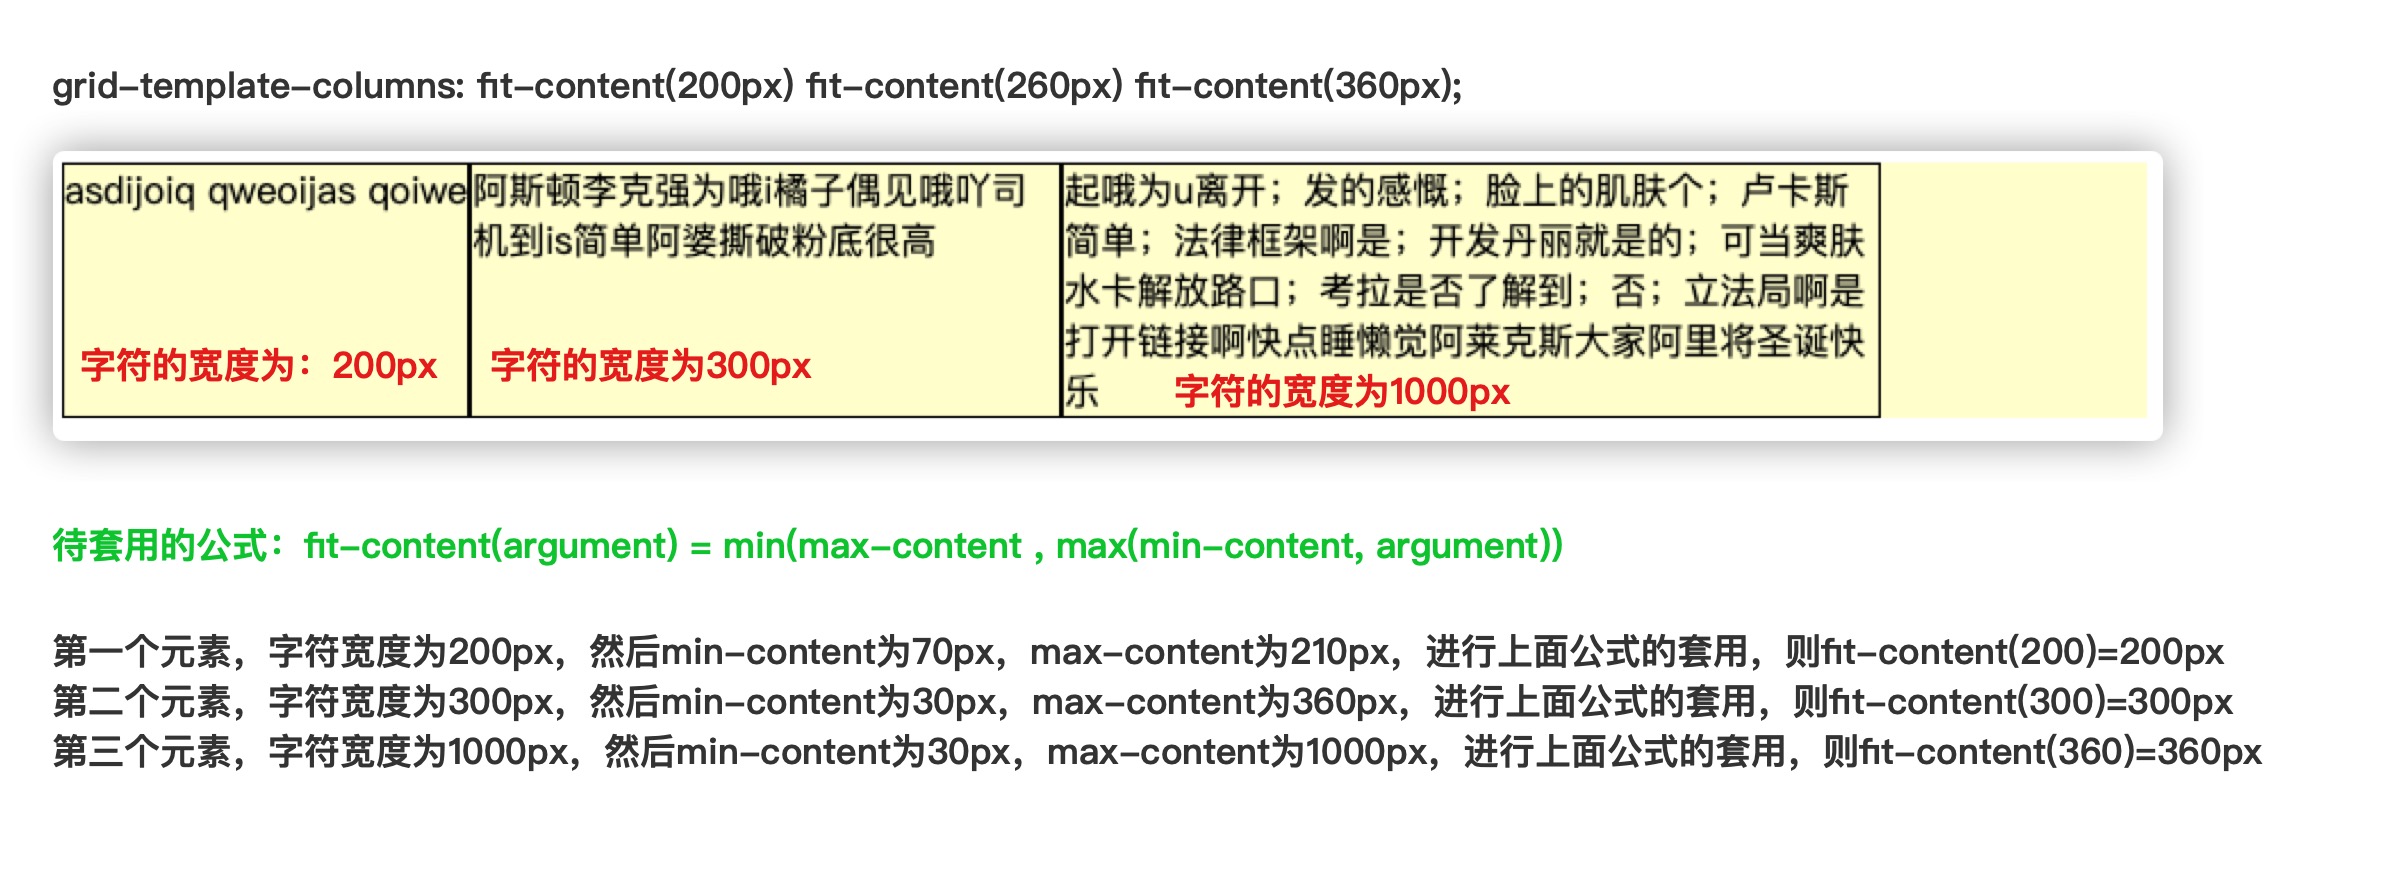 grid-template-columns: fit-content(200px) fit-content(260px) fit-content(360px);
asdijoiq qweoijas qoiwe
字符的宽度为：200px
阿斯顿李克强为哦i橘子偶见哦吖司
机到is简单阿婆撕破粉底很高
字符的宽度为300px
起哦为u离开；发的感慨；脸上的肌肤个；卢卡斯
简单；法律框架啊是；开发丹丽就是的；可当爽肤
水卡解放路口；考拉是否了解到；否；立法局啊是
打开链接啊快点睡懒觉阿莱克斯大家阿里将圣诞快
乐
字符的宽度为1000px
待套用的公式：fit-content(argument) = min(max-content , max(min-content, argument))
第一个元素，字符宽度为200px，然后min-content为70px，max-content为210px，进行上面公式的套用，则fit-content(200)=200px
第二个元素，字符宽度为300px，然后min-content为30px，max-content为360px，进行上面公式的套用，则fit-content(300)=300px
第三个元素，字符宽度为1000px，然后min-content为30px，max-content为1000px，进行上面公式的套用，则fit-content(360)=360px